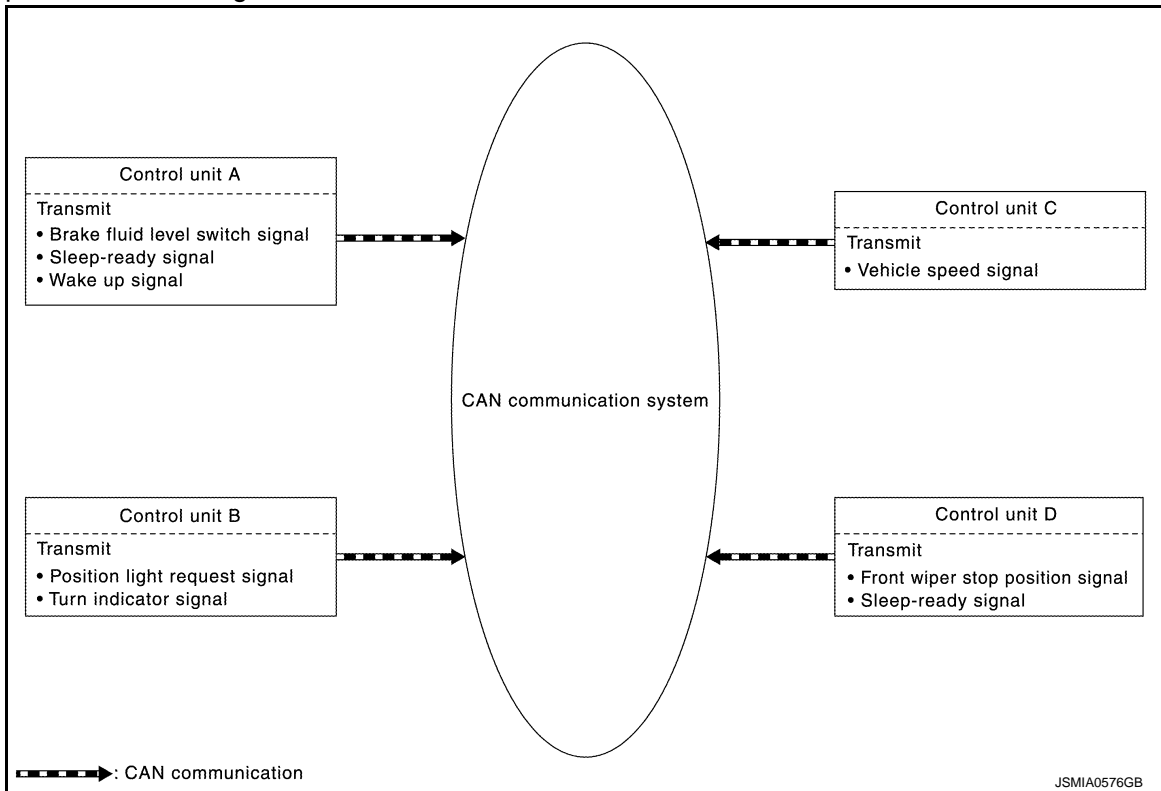 Control unit A
Transmit
• Brake fluid level switch signal
• Sleep-ready signal
• Wake up signal
Control unit C
Transmit
• Vehicle speed signal
CAN communication system
Control unit B
Transmit
• Position light request signal
• Turn indicator signal
Control unit D
Transmit
• Front wiper stop position signal
• Sleep-ready signal
: CAN communication
JSMIA0576GB